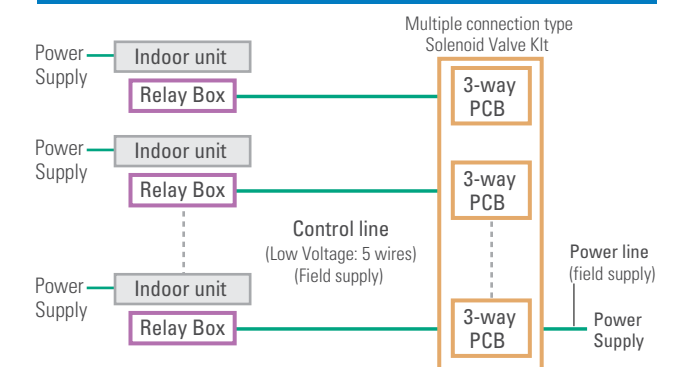 Multiple connection type
Solenoid Valve KIt
Power
Supply
Indoor unit
Relay Box
3-way
PCB
Power
Supply
Indoor unit
Relay Box
3-way
PCB
Control line
(Low Voltage: 5 wires)
(Field supply)
Power line
(field supply)
Power
Supply
Indoor unit
Relay Box
3-way
PCB
Power
Supply